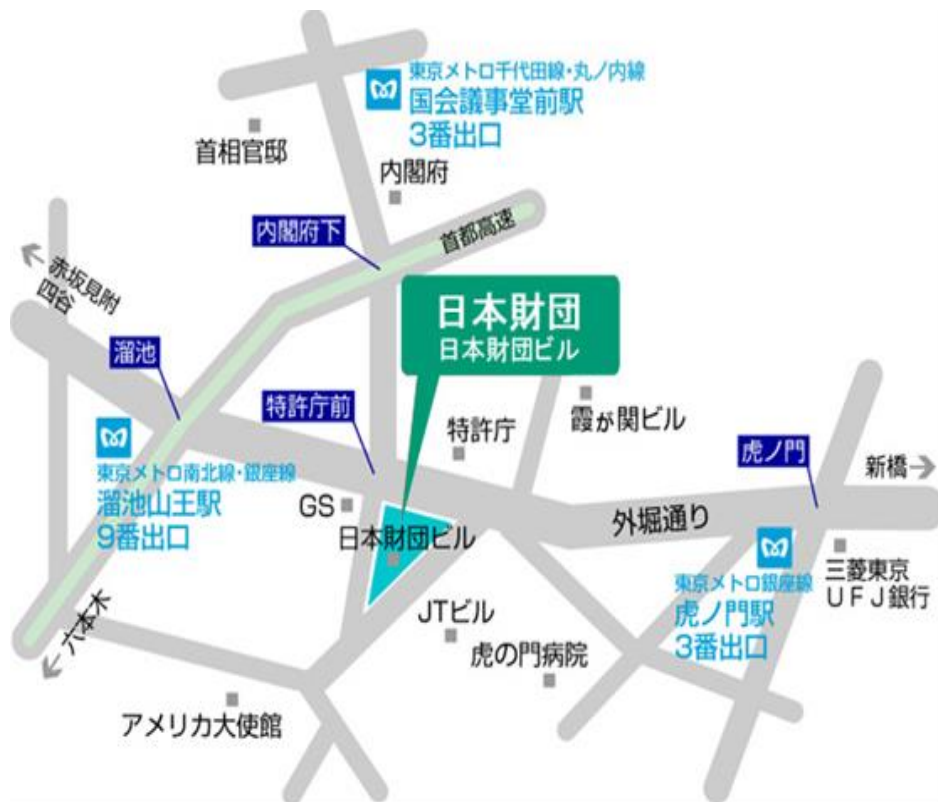 東京メトロ千代田線・丸ノ内線
国会議事堂前駅
3番出口
首相官邸
内閣府
内閣府下
首都高速
赤坂見附
四谷
日本財団
日本財団ビル
溜池
特許庁前
特許庁
霞が関ビル
虎ノ門
新橋
東京メトロ南北線・銀座線
溜池山王駅
9番出口
GS
日本財団ビル
外堀通り
三菱東京
UFJ銀行
東京メトロ銀座線
虎ノ門駅
3番出口
六本木
JTビル
虎の門病院
アメリカ大使館